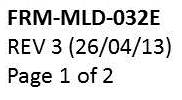 FRM-MLD-032E
REV 3 (26/04/13)
Page 1 of 2